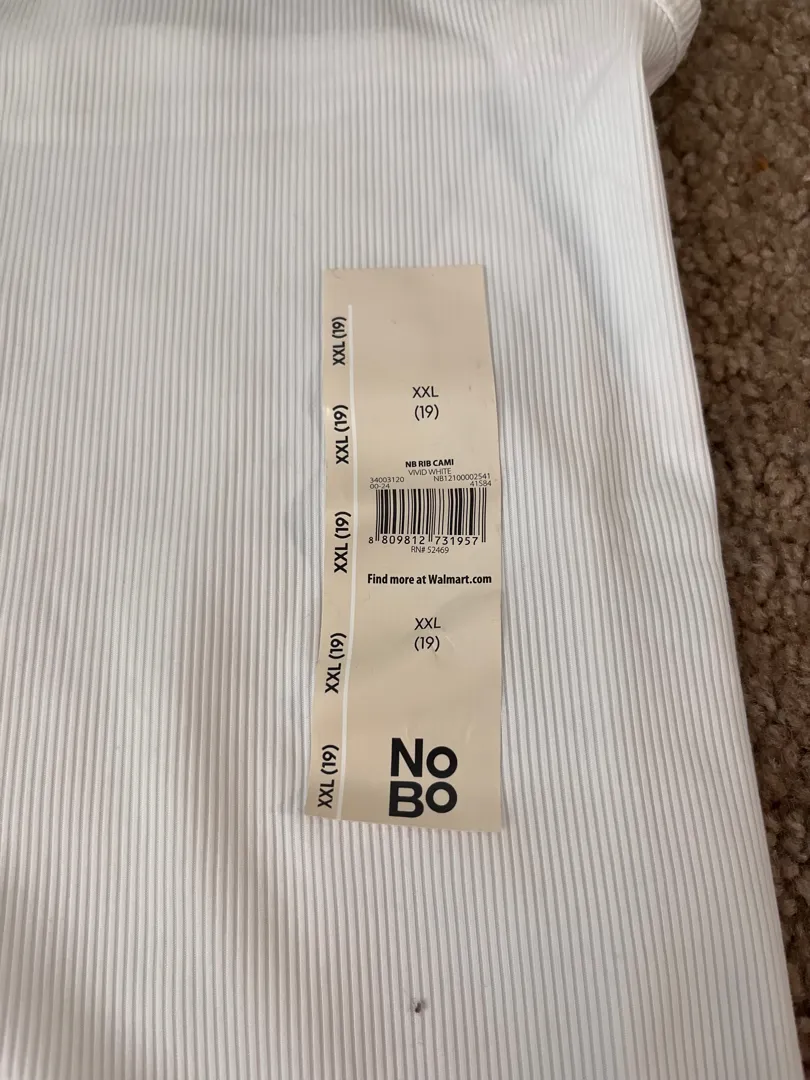 XXL (19)
XXL (19)
XXL (19)
XXL (19)
XXL (19)
XXL
(19)
NB RIB CAMI
VIVID WHITE
34003120 NB12100002541
00-24 41584
8 809812 731957
RN# 52469
Find more at Walmart.com
XXL
(19)
NO
BO